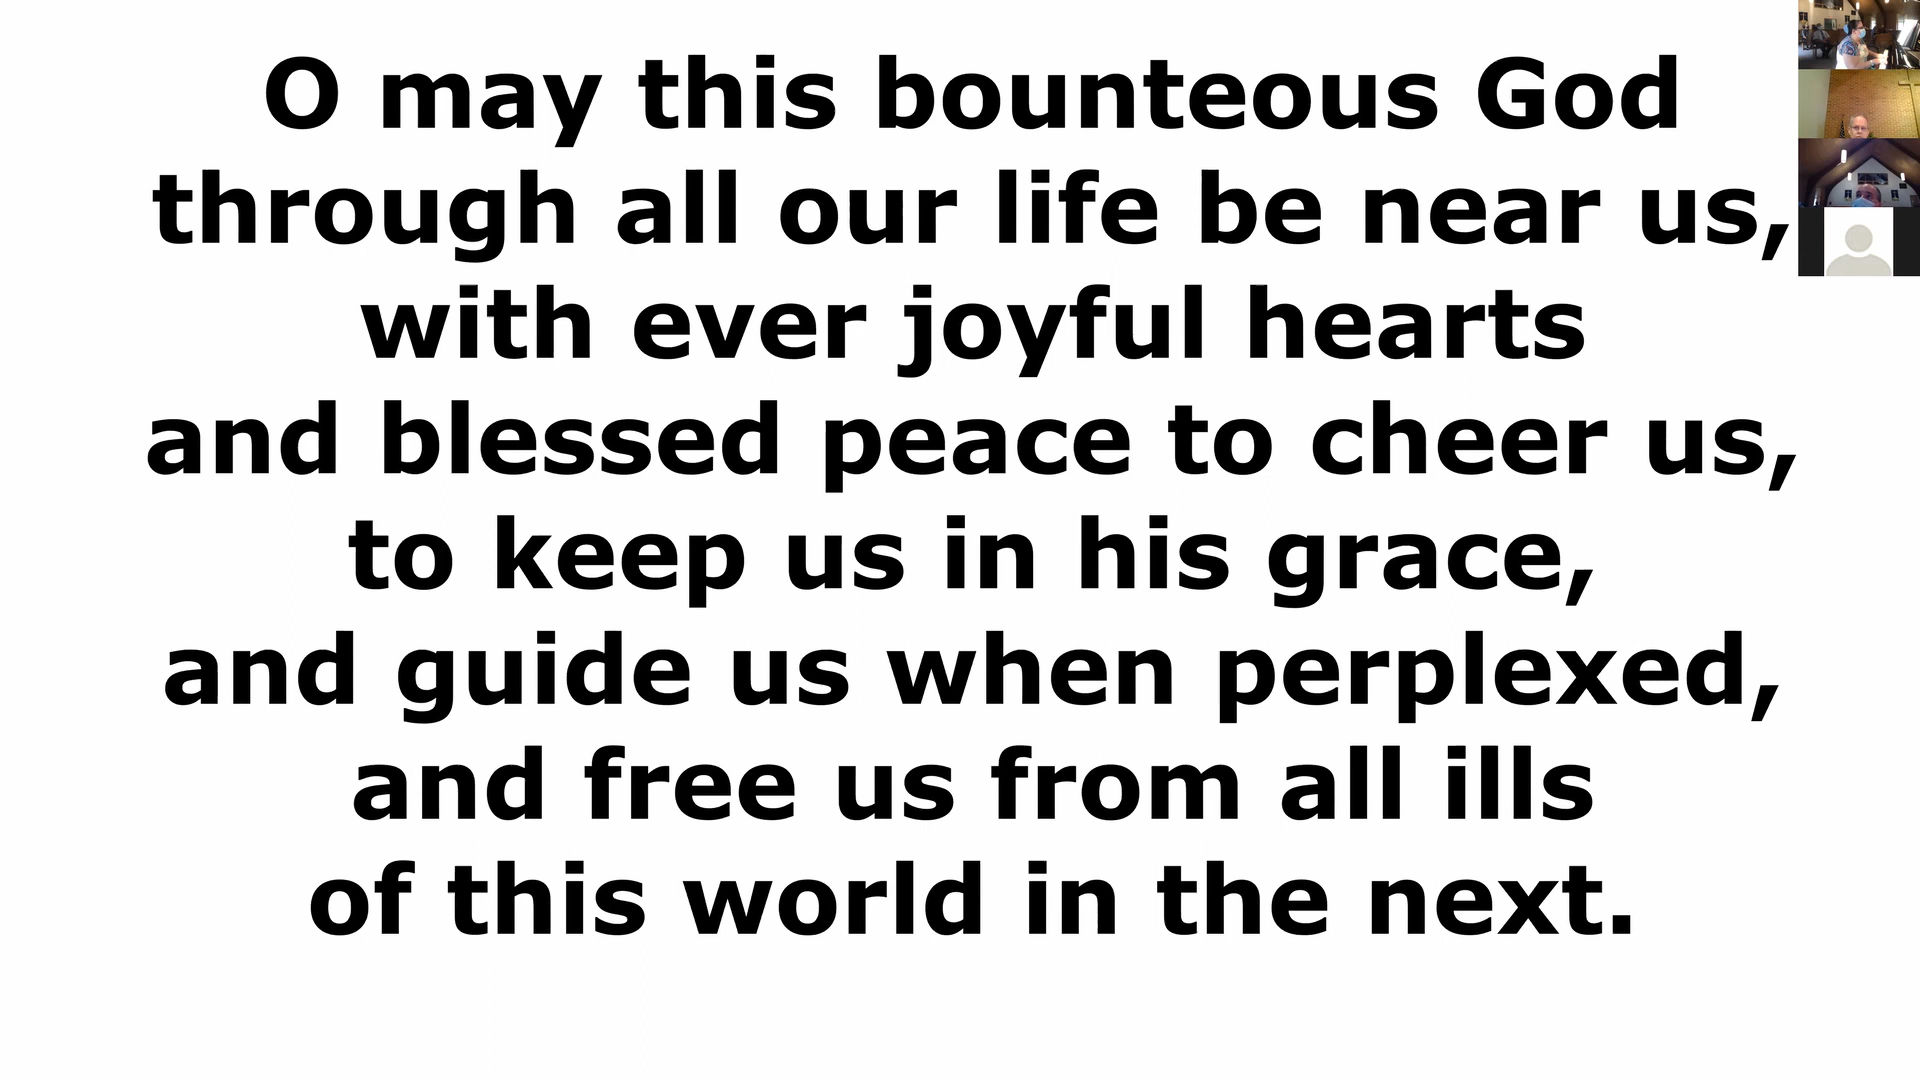 O may this bounteous God
through all our life be near us,
with ever joyful hearts
and blessed peace to cheer us,
to keep us in his grace,
and guide us when perplexed,
and free us from all ills
of this world in the next.